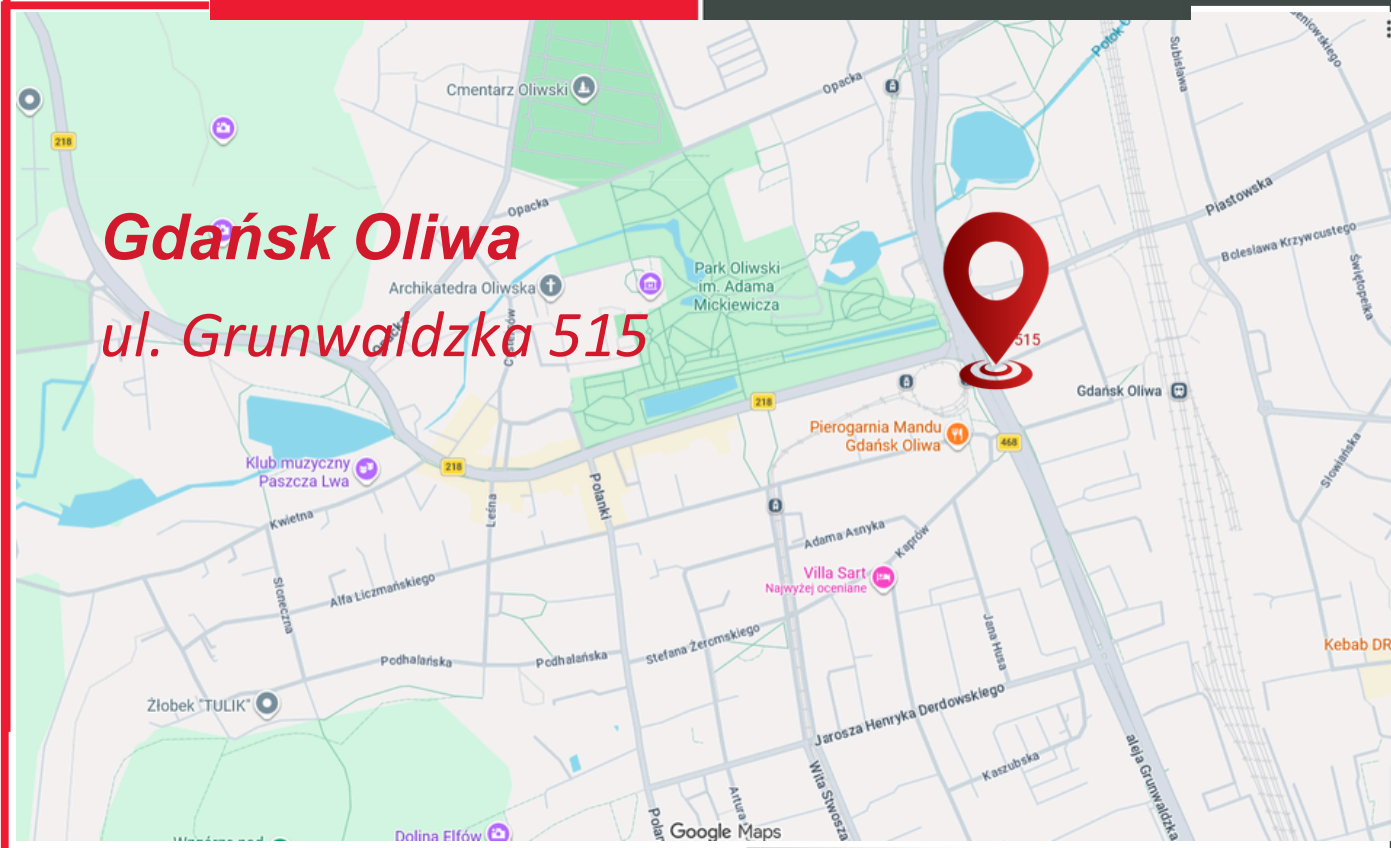 Subisława
Potok O
Opacka
Cmentarz Oliwski
218
Piastowska
Opacka
Gdańsk Oliwa
Bolesława Krzywoustego
Park Oliwski
im. Adama
Mickiewicza
Archikatedra Oliwska
Świętopełka
ul. Grunwaldzka 515
515
Gdańsk Oliwa
218
Pierogarnia Mandu
Gdańsk Oliwa
468
Klub muzyczny
Paszcza Lwa
218
Słowiańska
Polanki
Leśna
Kwietna
Adama Asnyka
Kaprów
Villa Sart
Najwyżej oceniane
Alfa Liczmańskiego
Słoneczna
Stefana Żeromskiego
Jana Husa
Kebab DR
Podhalańska
Podhalańska
Żłobek "TULIK"
Jarosza Henryka Derdowskiego
Kaszubska
aleja Grunwaldzka
Wita Stwosza
Artura
Polan
Google Maps
Dolina Elfów